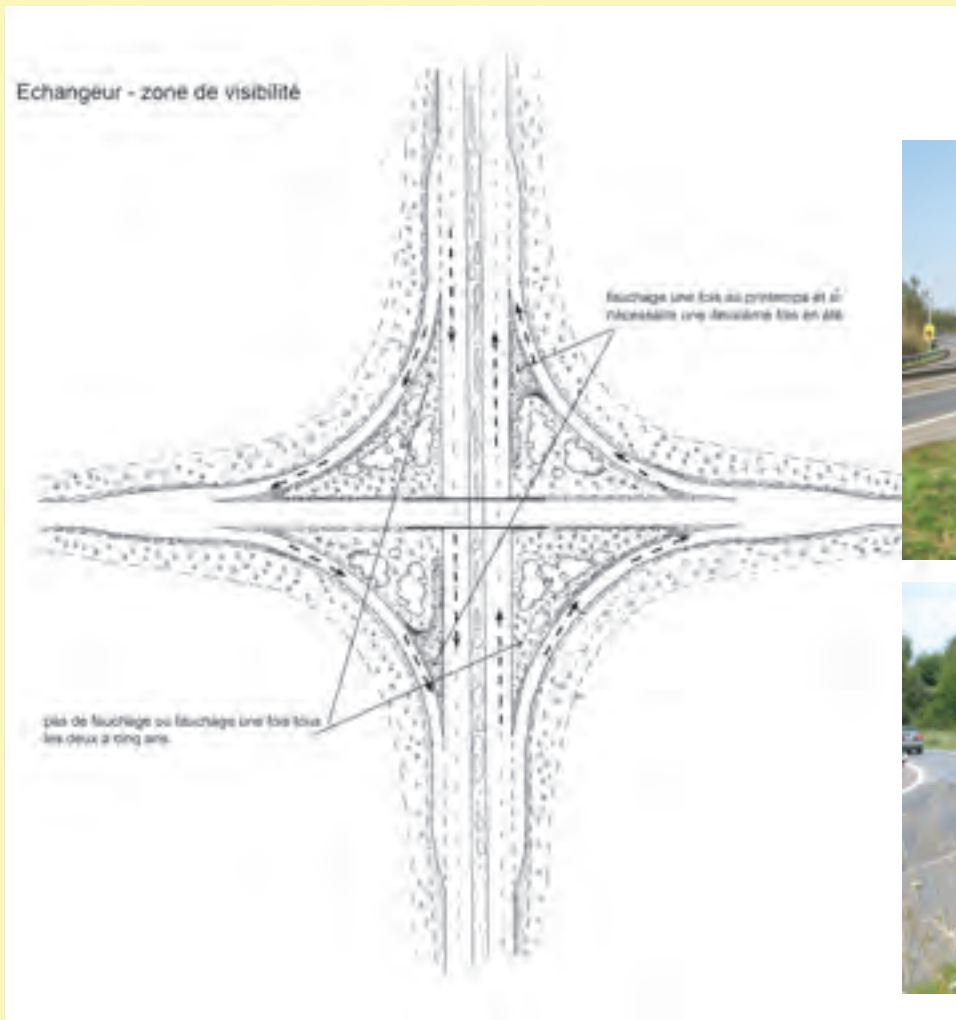 Echangeur - zone de visibilité
fauchage une fois au printemps et si
nécessaire une deuxième fois en été
pas de fauchage ou fauchage une fois tous
les deux à cinq ans.